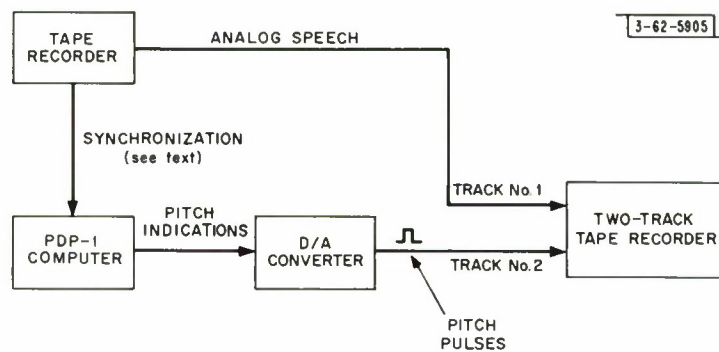 3-62-5805
TAPE
RECORDER
ANALOG SPEECH
SYNCHRONIZATION
(see text)
TRACK No.1
PITCH
INDICATIONS
PDP-1
COMPUTER
D/A
CONVERTER
TRACK No.2
TWO-TRACK
TAPE RECORDER
PITCH
PULSES